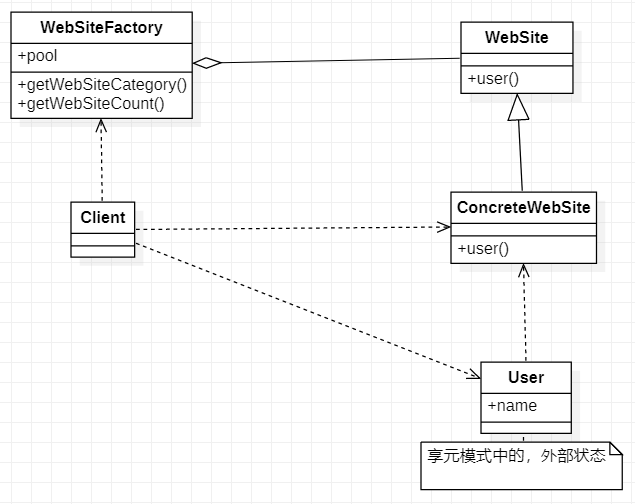 WebSiteFactory
+pool
+getWebSiteCategory()
+getWebSiteCount()
WebSite
+user()
Client
ConcreteWebSite
+user()
User
+name
享元模式中的，外部状态